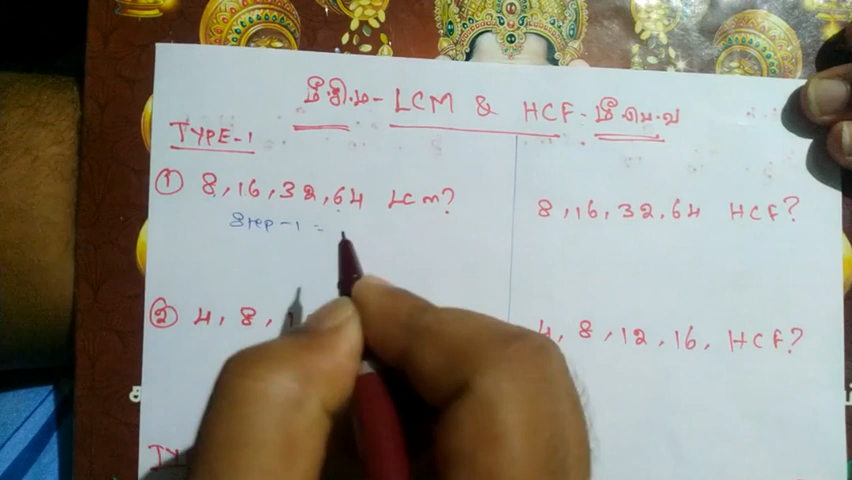 மீ.சி.ம - LCM & HCF - மீ.பெ.வ
TYPE-1
① 8, 16, 32, 64 LCM?
8, 16, 32, 64 HCF?
Step-1 =
② 4, 8,
4, 8, 12, 16, HCF?
TY